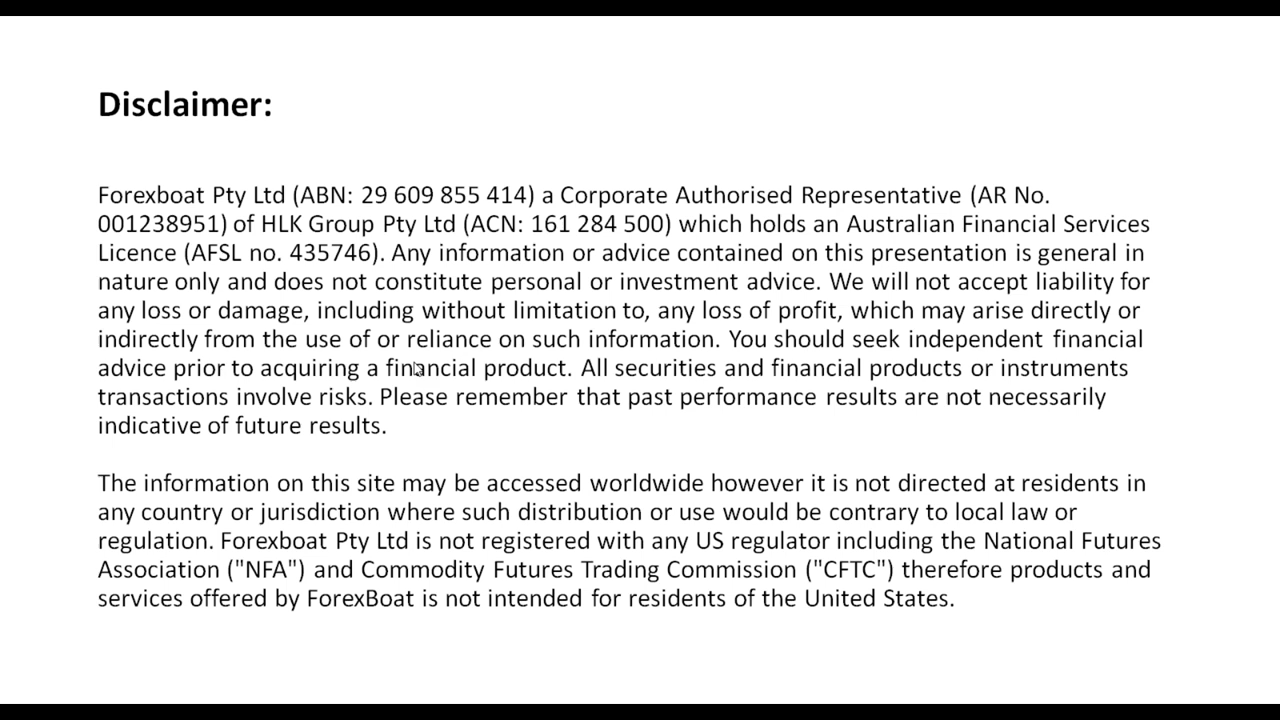 Disclaimer:
Forexboat Pty Ltd (ABN: 29 609 855 414) a Corporate Authorised Representative (AR No.
001238951) of HLK Group Pty Ltd (ACN: 161 284 500) which holds an Australian Financial Services
Licence (AFSL no. 435746). Any information or advice contained on this presentation is general in
nature only and does not constitute personal or investment advice. We will not accept liability for
any loss or damage, including without limitation to, any loss of profit, which may arise directly or
indirectly from the use of or reliance on such information. You should seek independent financial
advice prior to acquiring a financial product. All securities and financial products or instruments
transactions involve risks. Please remember that past performance results are not necessarily
indicative of future results.
The information on this site may be accessed worldwide however it is not directed at residents in
any country or jurisdiction where such distribution or use would be contrary to local law or
regulation. Forexboat Pty Ltd is not registered with any US regulator including the National Futures
Association ("NFA") and Commodity Futures Trading Commission ("CFTC") therefore products and
services offered by ForexBoat is not intended for residents of the United States.